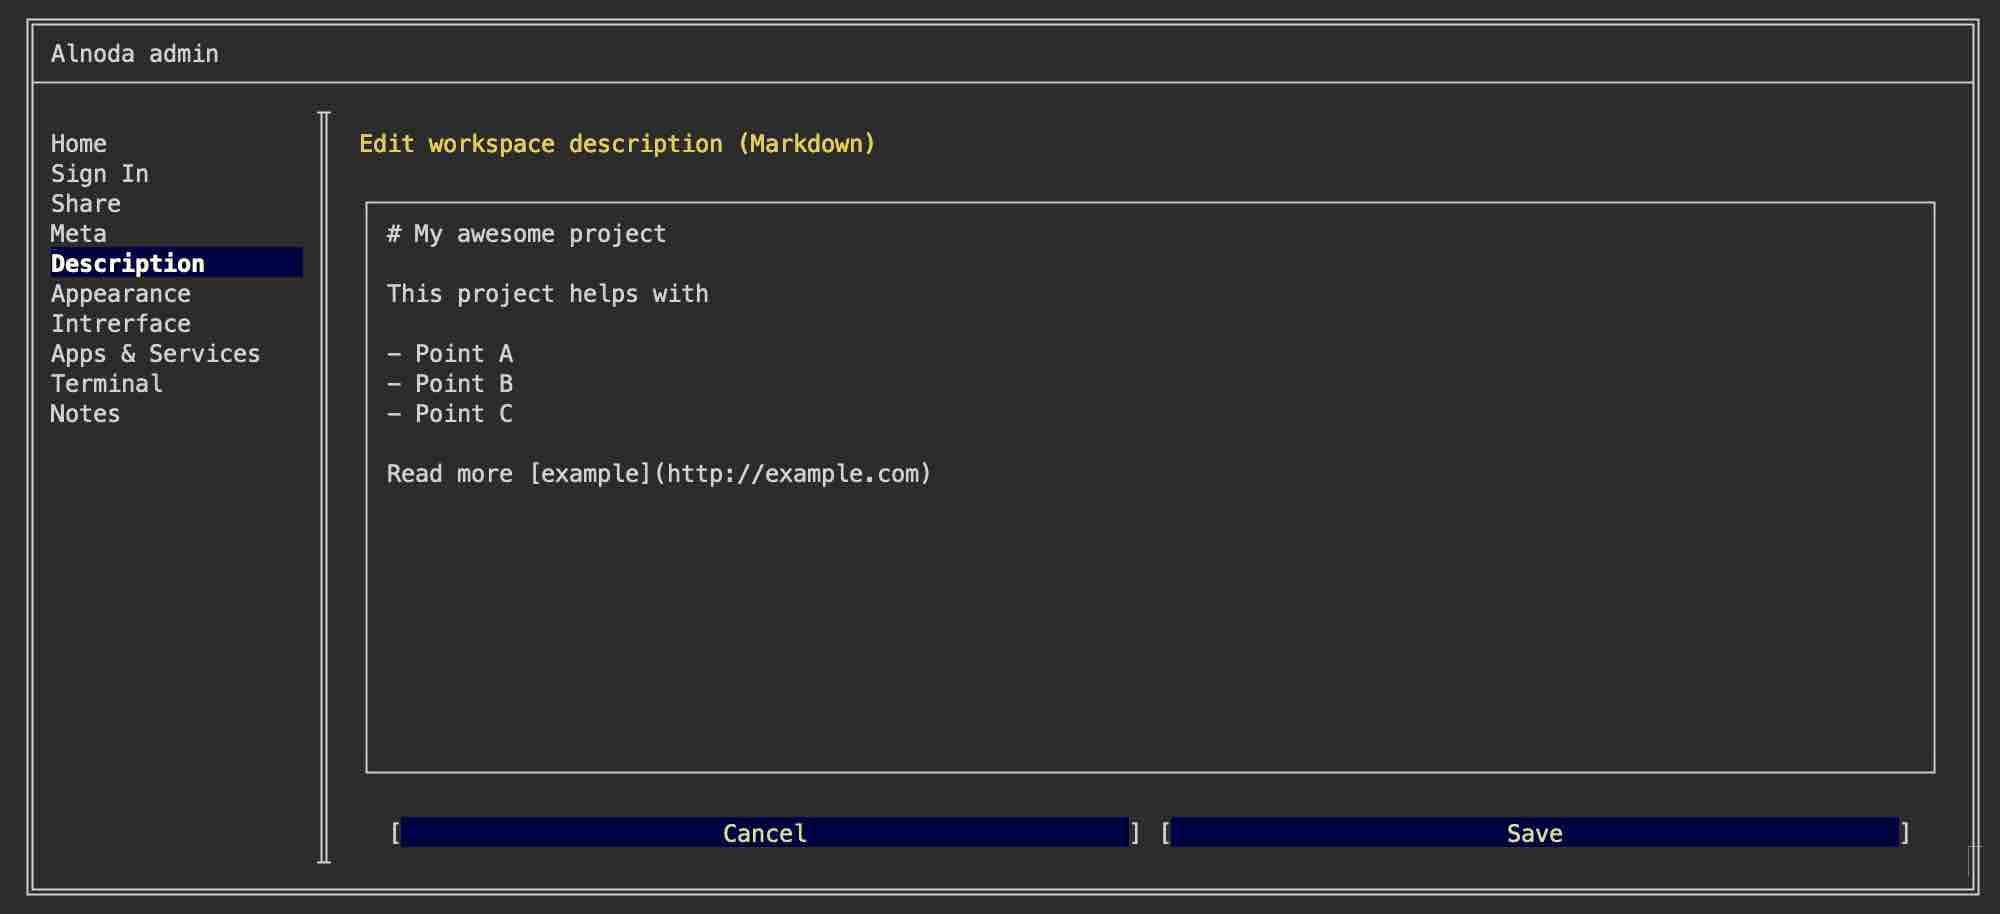 Alnoda admin
Home
Sign In
Share
Meta
Description
Appearance
Intrerface
Apps & Services
Terminal
Notes
Edit workspace description (Markdown)
# My awesome project
This project helps with
- Point A
- Point B
- Point C
Read more [example](http://example.com)
[ Cancel ] [ Save ]